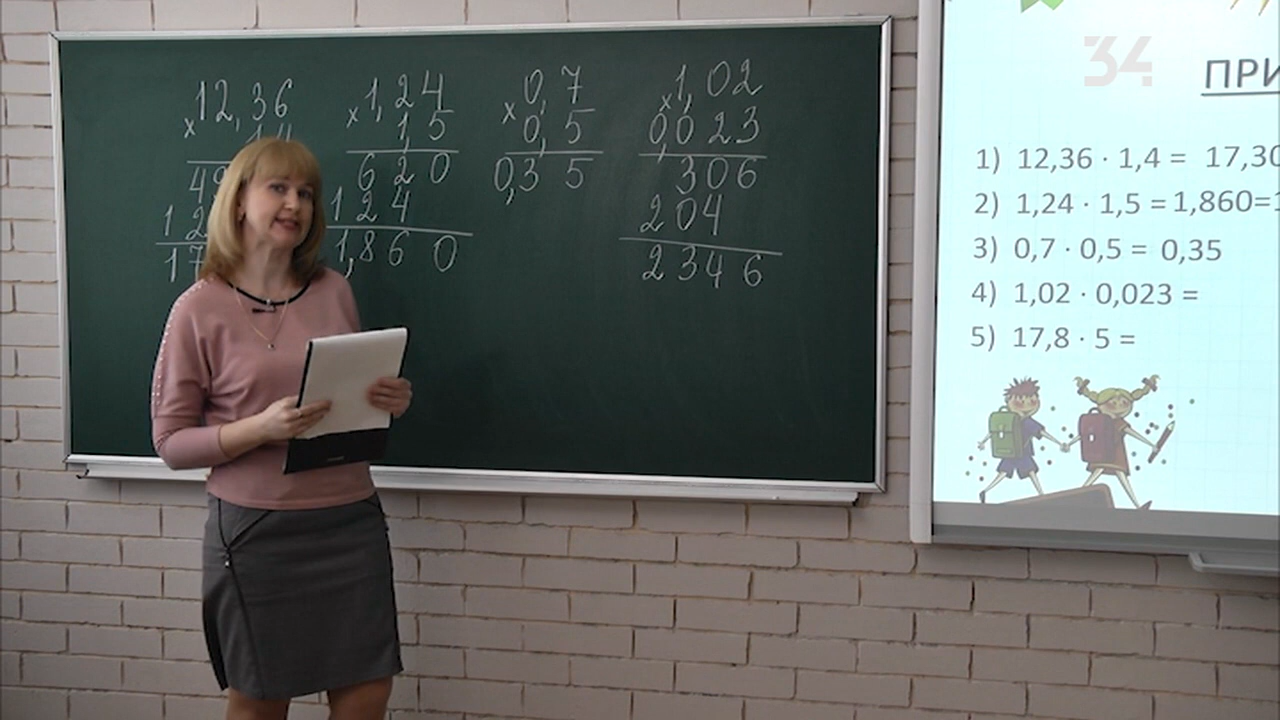 12,36
x
49
12
17
x 1,24
1,5
620
124
1,860
x 0,7
0,5
0,35
x 1,02
0,023
306
204
2346
34
ПРИ
1) 12,36 · 1,4 = 17,30
2) 1,24 · 1,5 = 1,860=1
3) 0,7 · 0,5 = 0,35
4) 1,02 · 0,023 =
5) 17,8 · 5 =